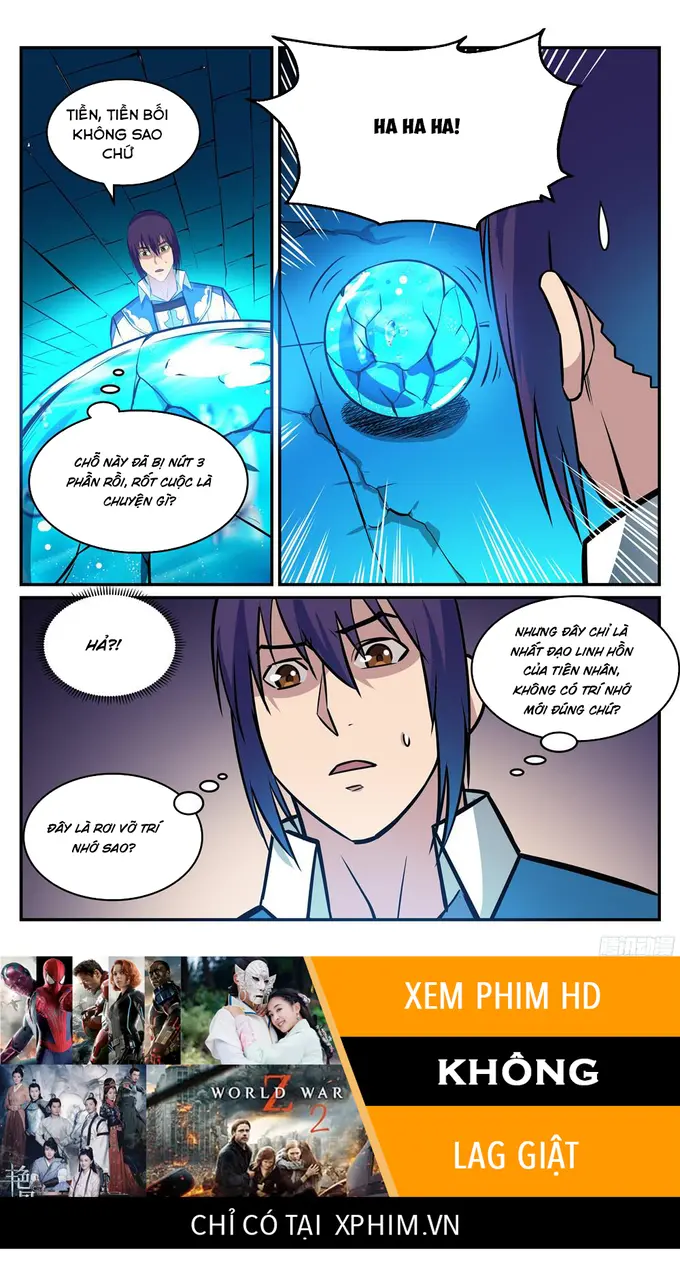 TIỀN, TIỀN BỐI
KHÔNG SAO
CHỨ
HA HA HA!
CHỖ NÀY ĐÃ BỊ NỨT 3
PHẦN RỒI, RỐT CUỘC LÀ
CHUYỆN GÌ?
HẢ?!
NHƯNG ĐÂY CHỈ LÀ
NHẤT ĐẠO LINH HỒN
CỦA TIÊN NHÂN,
KHÔNG CÓ TRÍ NHỚ
MỚI ĐÚNG CHỨ?
ĐÂY LÀ RƠI VỠ TRÍ
NHỚ SAO?
XEM PHIM HD
KHÔNG
LAG GIẬT
WORLD WAR
Z
2
CHỈ CÓ TẠI XPHIM.VN